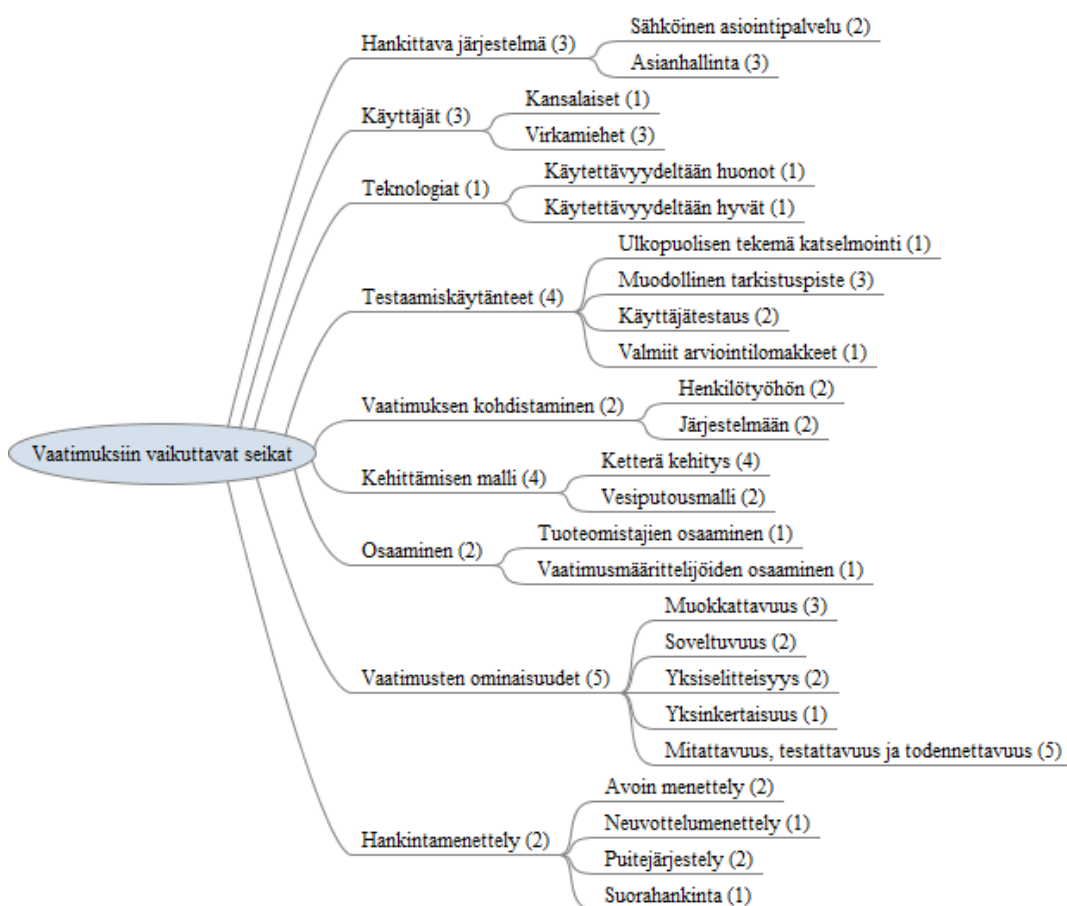 Vaatimuksiin vaikuttavat seikat
Hankittava järjestelmä (3)
Sähköinen asiointipalvelu (2)
Asianhallinta (3)
Käyttäjät (3)
Kansalaiset (1)
Virkamiehet (3)
Teknologiat (1)
Käytettävyydeltään huonot (1)
Käytettävyydeltään hyvät (1)
Testaamiskäytänteet (4)
Ulkopuolisen tekemä katselmointi (1)
Muodollinen tarkistuspiste (3)
Käyttäjätestaus (2)
Valmiit arviointilomakkeet (1)
Vaatimuksen kohdistaminen (2)
Henkilötyöhön (2)
Järjestelmään (2)
Kehittämisen malli (4)
Ketterä kehitys (4)
Vesiputousmalli (2)
Osaaminen (2)
Tuoteomistajien osaaminen (1)
Vaatimusmäärittelijöiden osaaminen (1)
Vaatimusten ominaisuudet (5)
Muokkattavuus (3)
Soveltuvuus (2)
Yksiselitteisyys (2)
Yksinkertaisuus (1)
Mitattavuus, testattavuus ja todennettavuus (5)
Hankintamenettely (2)
Avoin menettely (2)
Neuvottelumenettely (1)
Puitejärjestely (2)
Suorahankinta (1)